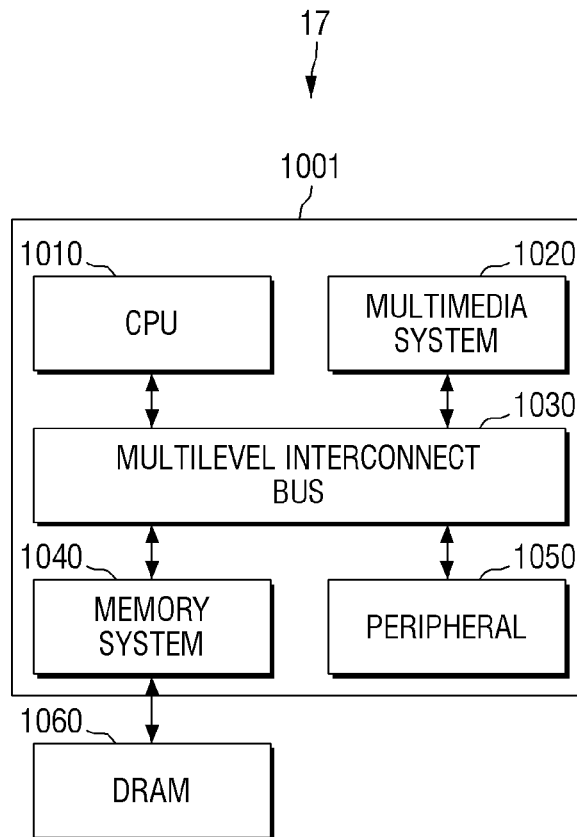 17
1001
1010
1020
CPU
MULTIMEDIA
SYSTEM
1030
MULTILEVEL INTERCONNECT
BUS
1040
1050
MEMORY
SYSTEM
PERIPHERAL
1060
DRAM